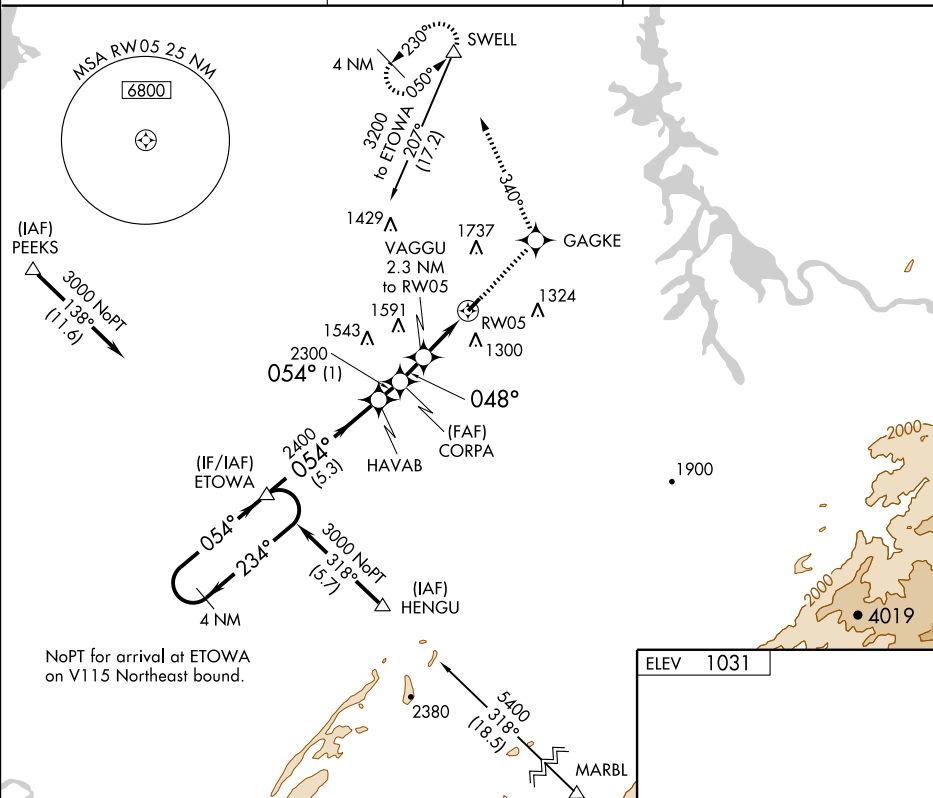 MSA RW05 25 NM
6800
230°
SWELL
4 NM
050°
3200
to ETOWA
207°
(17.2)
340°
(IAF)
PEEKS
3000 NoPT
138°
(11.6)
1429
1737
GAGKE
VAGGU
2.3 NM
to RW05
1591
1543
1324
RW05
1300
2300
054° (1)
048°
(FAF)
CORPA
HAVAB
2400
054°
(5.3)
(IF/IAF)
ETOWA
054°
234°
4 NM
3000 NoPT
318°
(5.7)
(IAF)
HENGU
1900
2000
2000
4019
NoPT for arrival at ETOWA
on V115 Northeast bound.
ELEV 1031
2380
5400
318°
(18.5)
MARBL